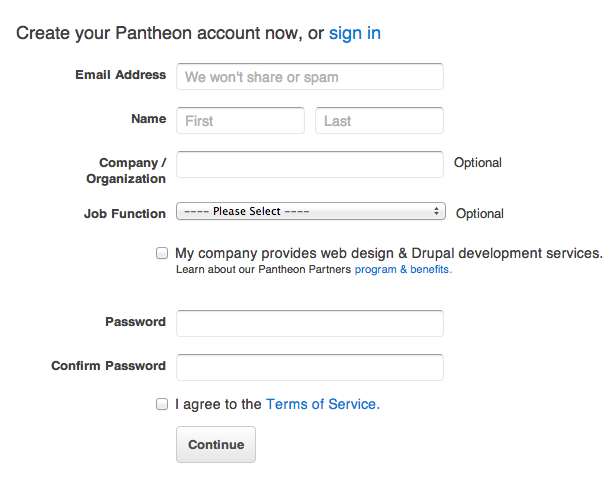 Create your Pantheon account now, or sign in
Email Address We won't share or spam
Name First Last
Company / Organization Optional
Job Function ---- Please Select ---- Optional
My company provides web design & Drupal development services.
Learn about our Pantheon Partners program & benefits.
Password
Confirm Password
I agree to the Terms of Service.
Continue